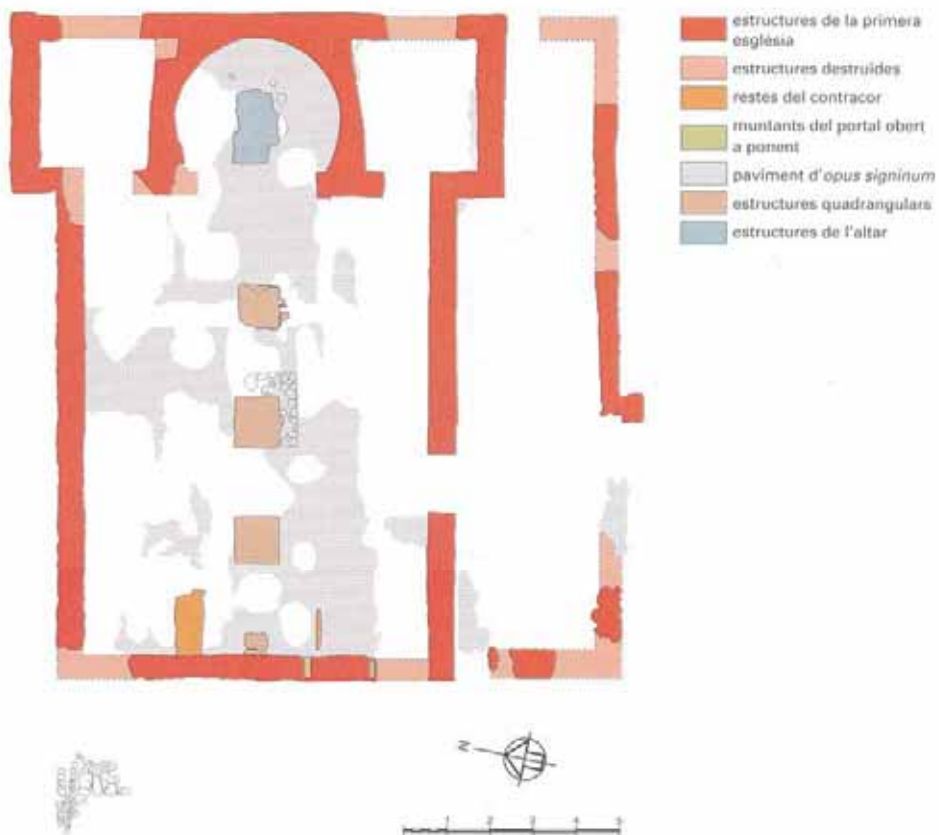 estructures de la primera
església
estructures destruïdes
restes del contracor
muntants del portal obert
a ponent
paviment d'opus signinum
estructures quadrangulars
estructures de l'altar
N
1 2 3 4 5